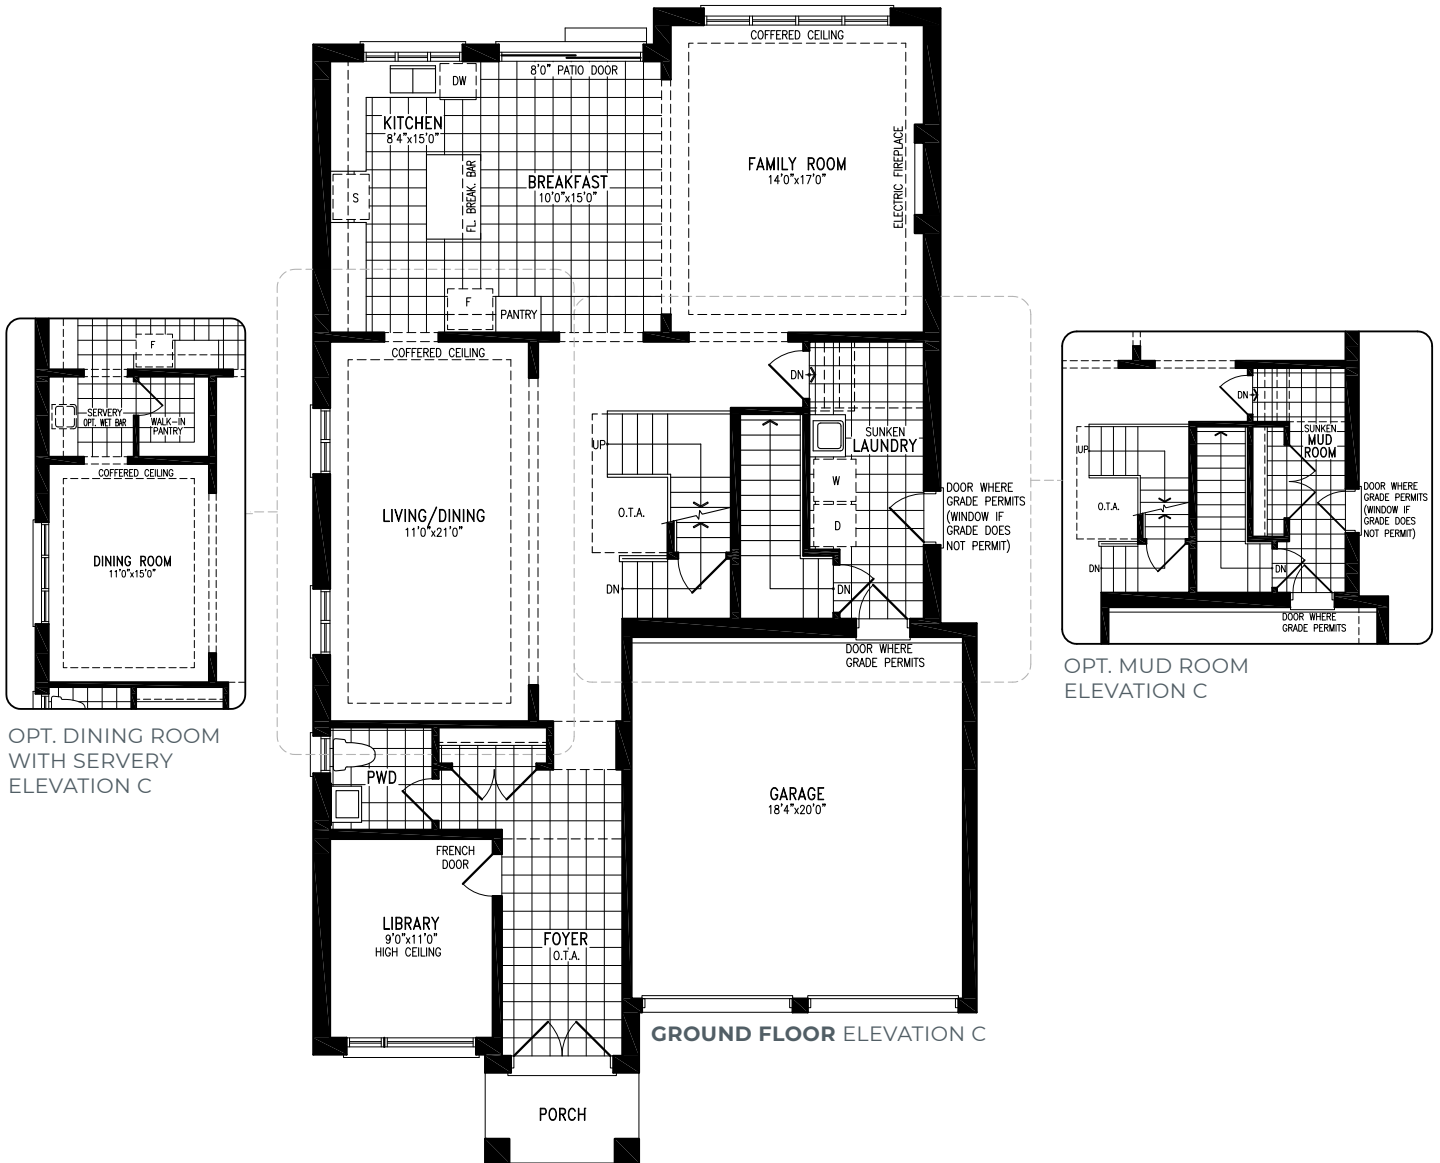 COFFERED CEILING
8'0" PATIO DOOR
DW
KITCHEN
8'4"x15'0"
S
FL. BREAK. BAR
BREAKFAST
10'0"x15'0"
FAMILY ROOM
14'0"x17'0"
ELECTRIC FIREPLACE
F
PANTRY
COFFERED CEILING
LIVING/DINING
11'0"x21'0"
UP
O.T.A.
DN
DN
SUNKEN
LAUNDRY
W
D
DN
DOOR WHERE
GRADE PERMITS
(WINDOW IF
GRADE DOES
NOT PERMIT)
DOOR WHERE
GRADE PERMITS
PWD
FRENCH
DOOR
LIBRARY
9'0"x11'0"
HIGH CEILING
FOYER
O.T.A.
GARAGE
18'4"x20'0"
GROUND FLOOR ELEVATION C
PORCH
F
SERVERY
OPT. WET BAR
WALK-IN
PANTRY
COFFERED CEILING
DINING ROOM
11'0"x15'0"
OPT. DINING ROOM
WITH SERVERY
ELEVATION C
DN
UP
O.T.A.
DN
SUNKEN
MUD
ROOM
DN
DOOR WHERE
GRADE PERMITS
(WINDOW IF
GRADE DOES
NOT PERMIT)
DOOR WHERE
GRADE PERMITS
OPT. MUD ROOM
ELEVATION C